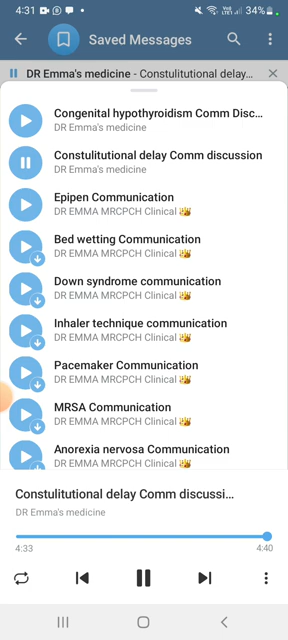 4:31
34%
Saved Messages
DR Emma's medicine - Constulitutional delay...
Congenital hypothyroidism Comm Disc...
DR Emma's medicine
Constulitutional delay Comm discussion
DR Emma's medicine
Epipen Communication
DR EMMA MRCPCH Clinical 👑
Bed wetting Communication
DR EMMA MRCPCH Clinical 👑
Down syndrome communication
DR EMMA MRCPCH Clinical 👑
Inhaler technique communication
DR EMMA MRCPCH Clinical 👑
Pacemaker Communication
DR EMMA MRCPCH Clinical 👑
MRSA Communication
DR EMMA MRCPCH Clinical 👑
Anorexia nervosa Communication
DR EMMA MRCPCH Clinical 👑
Constulitutional delay Comm discussi...
DR Emma's medicine
4:33
4:40